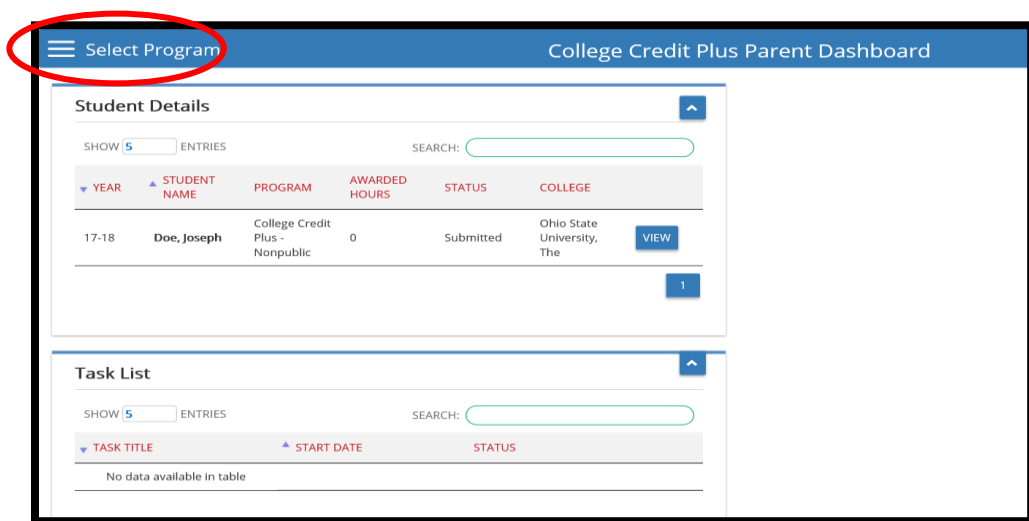 Select Program
College Credit Plus Parent Dashboard
Student Details
SHOW 5 ENTRIES
SEARCH:
YEAR STUDENT NAME PROGRAM AWARDED HOURS STATUS COLLEGE
17-18 Doe, Joseph College Credit Plus - Nonpublic 0 Submitted Ohio State University, The VIEW
1
Task List
SHOW 5 ENTRIES
SEARCH:
TASK TITLE START DATE STATUS
No data available in table